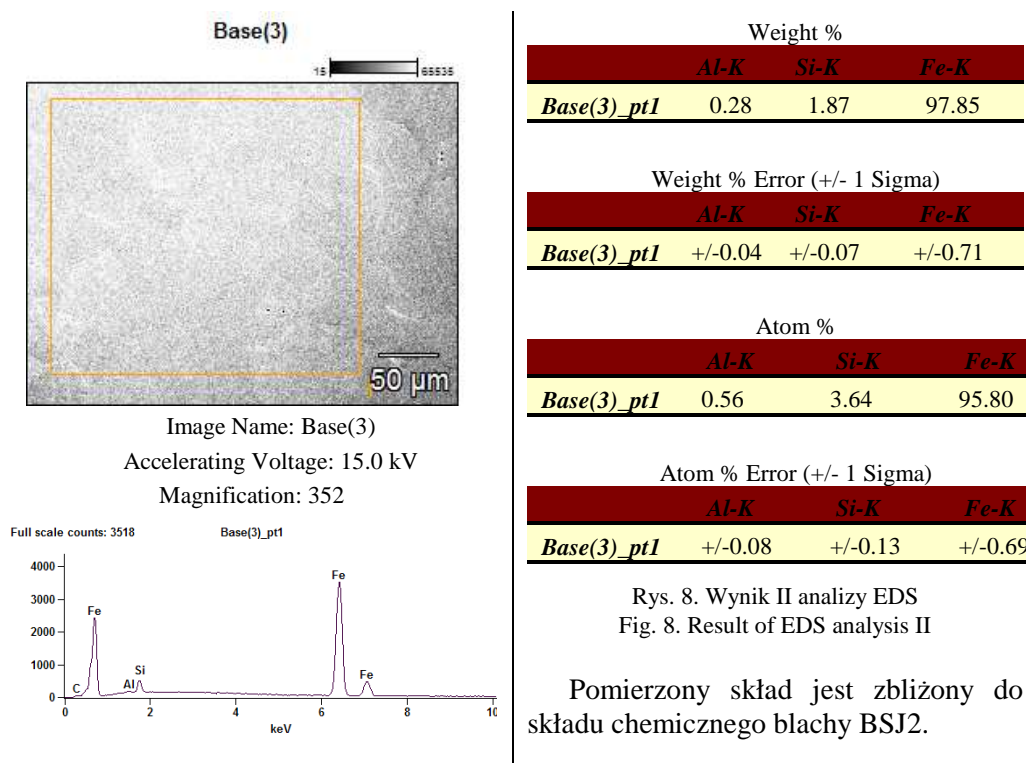 Base(3)
15 65535
50 µm
Image Name: Base(3)
Accelerating Voltage: 15.0 kV
Magnification: 352
Full scale counts: 3518 Base(3)_pt1
4000
3000
2000
1000
0
Fe
C
Al
Si
Fe
Fe
0 2 4 6 8 10
keV
Weight %
Al-K Si-K Fe-K
Base(3)_pt1 0.28 1.87 97.85
Weight % Error (+/- 1 Sigma)
Al-K Si-K Fe-K
Base(3)_pt1 +/-0.04 +/-0.07 +/-0.71
Atom %
Al-K Si-K Fe-K
Base(3)_pt1 0.56 3.64 95.80
Atom % Error (+/- 1 Sigma)
Al-K Si-K Fe-K
Base(3)_pt1 +/-0.08 +/-0.13 +/-0.69
Rys. 8. Wynik II analizy EDS
Fig. 8. Result of EDS analysis II
Pomierzony skład jest zbliżony do
składu chemicznego blachy BSJ2.